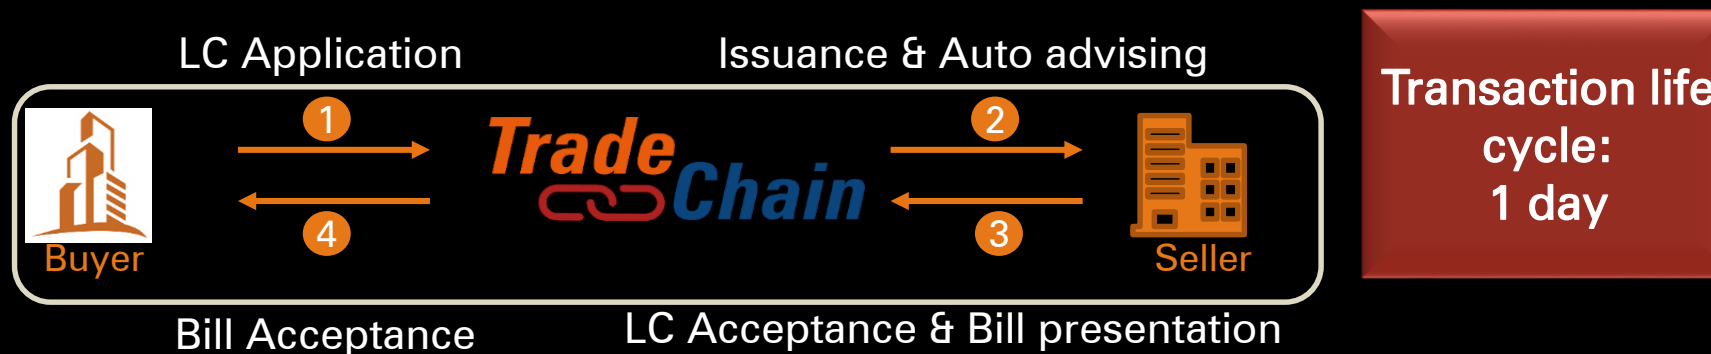 LC Application
Issuance & Auto advising
1
2
Trade
Chain
4
3
Buyer
Seller
Bill Acceptance
LC Acceptance & Bill presentation
Transaction life
cycle:
1 day